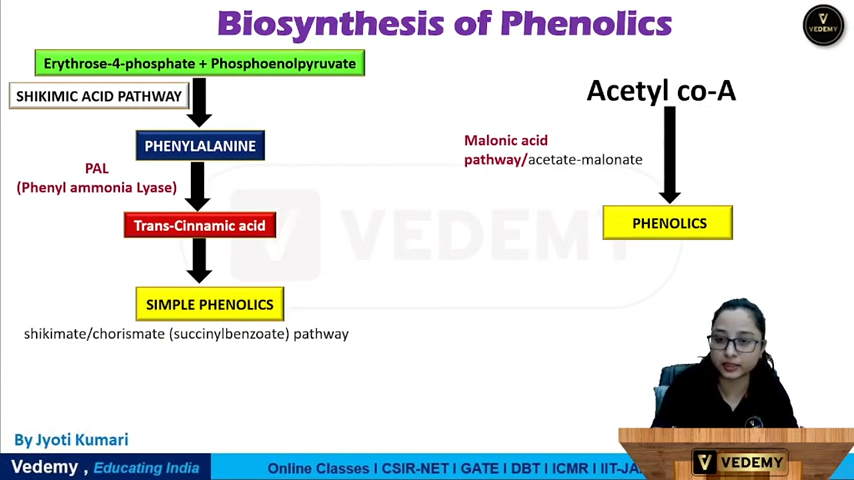 Biosynthesis of Phenolics
VEDEMY
Erythrose-4-phosphate + Phosphoenolpyruvate
SHIKIMIC ACID PATHWAY
PHENYLALANINE
PAL
(Phenyl ammonia Lyase)
Trans-Cinnamic acid
SIMPLE PHENOLICS
shikimate/chorismate (succinylbenzoate) pathway
Acetyl co-A
Malonic acid
pathway/acetate-malonate
PHENOLICS
VEDEMY
By Jyoti Kumari
Vedemy , Educating India
Online Classes I CSIR-NET I GATE I DBT I ICMR I IIT-JA
VEDEMY